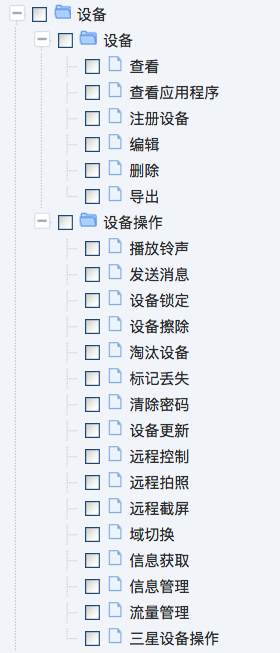 设备
设备
查看
查看应用程序
注册设备
编辑
删除
导出
设备操作
播放铃声
发送消息
设备锁定
设备擦除
淘汰设备
标记丢失
清除密码
设备更新
远程控制
远程拍照
远程截屏
域切换
信息获取
信息管理
流量管理
三星设备操作